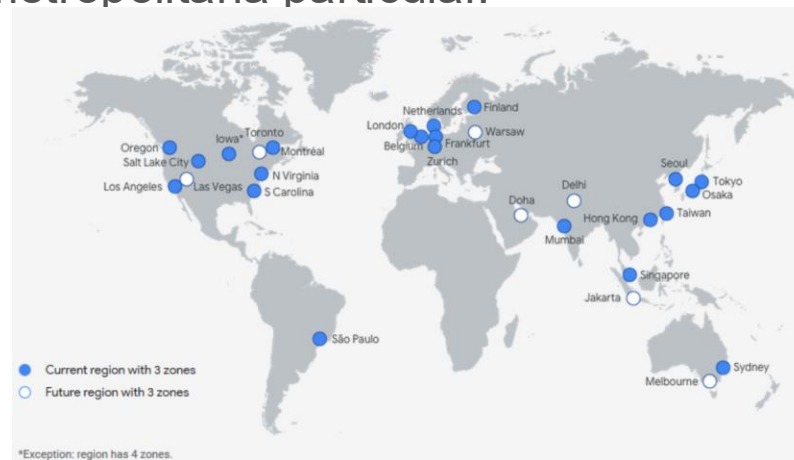 metropolitana particular.
Netherlands
Finland
London
Warsaw
Belgium
Frankfurt
Zurich
Oregon
Iowa*
Toronto
Montréal
Salt Lake City
N Virginia
Los Angeles
Las Vegas
S Carolina
Seoul
Tokyo
Osaka
Doha
Delhi
Hong Kong
Taiwan
Mumbai
Singapore
Jakarta
São Paulo
Sydney
Melbourne
Current region with 3 zones
Future region with 3 zones
*Exception: region has 4 zones.